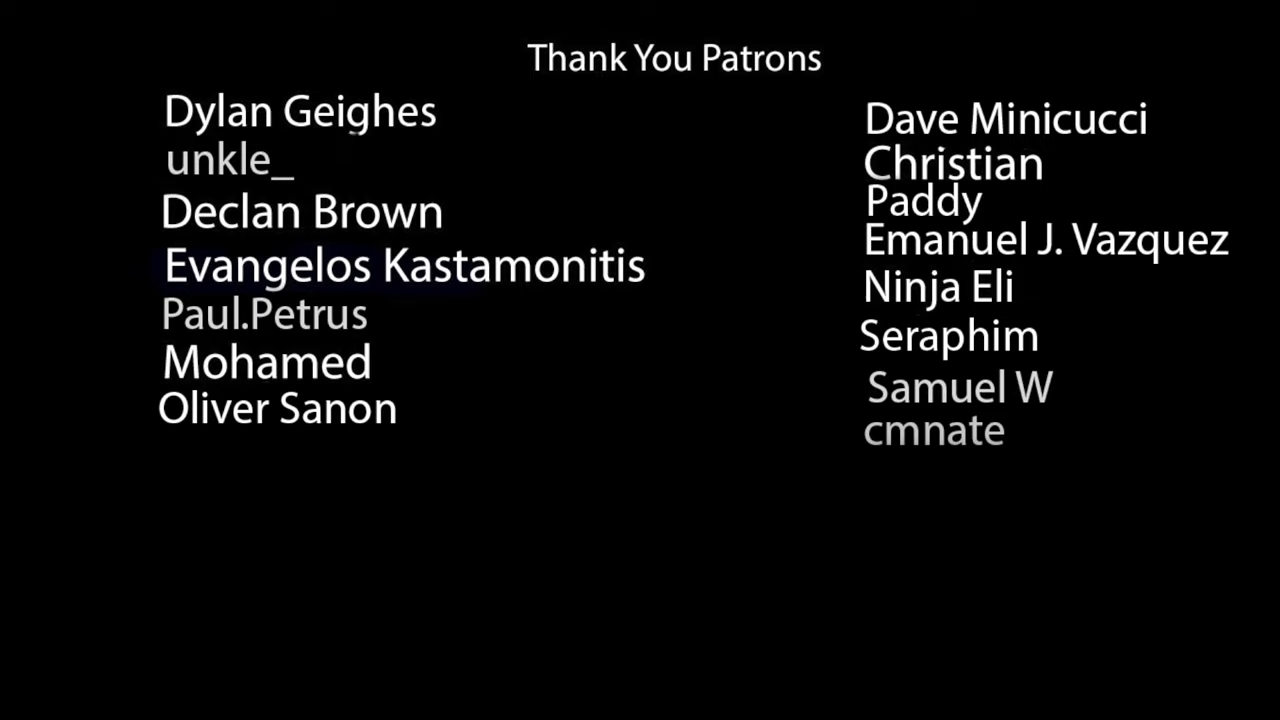 Thank You Patrons
Dylan Geighes
unkle_
Declan Brown
Evangelos Kastamonitis
Paul.Petrus
Mohamed
Oliver Sanon
Dave Minicucci
Christian
Paddy
Emanuel J. Vazquez
Ninja Eli
Seraphim
Samuel W
cmnate